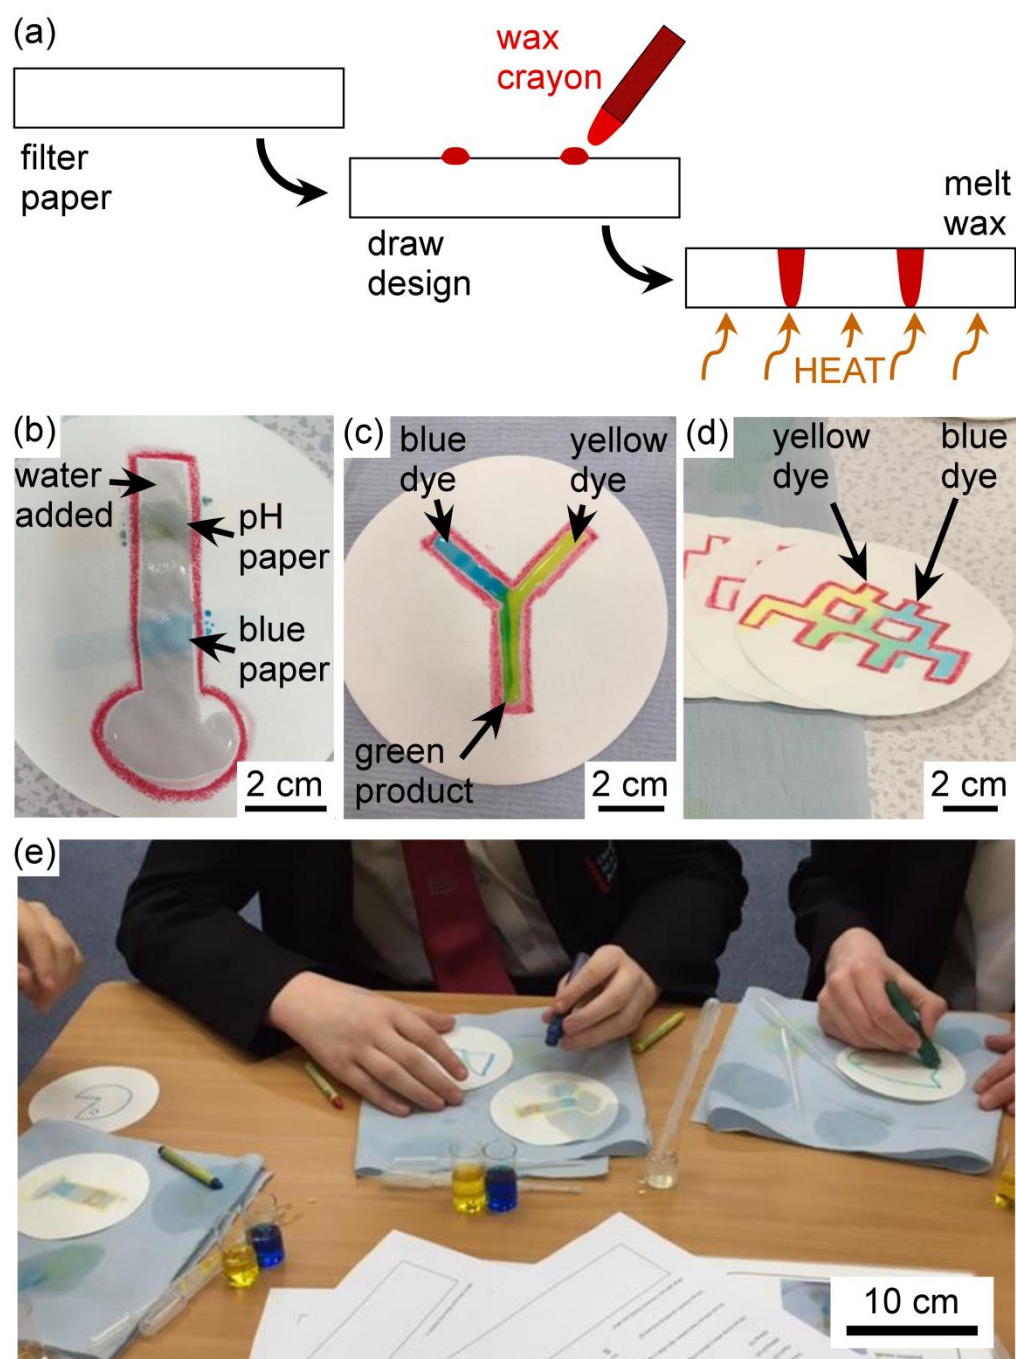 (a)
wax
crayon
filter
paper
draw
design
melt
wax
HEAT
(b)
water
added
pH
paper
blue
paper
2 cm
(c)
blue
dye
yellow
dye
green
product
2 cm
(d)
yellow
dye
blue
dye
2 cm
(e)
10 cm